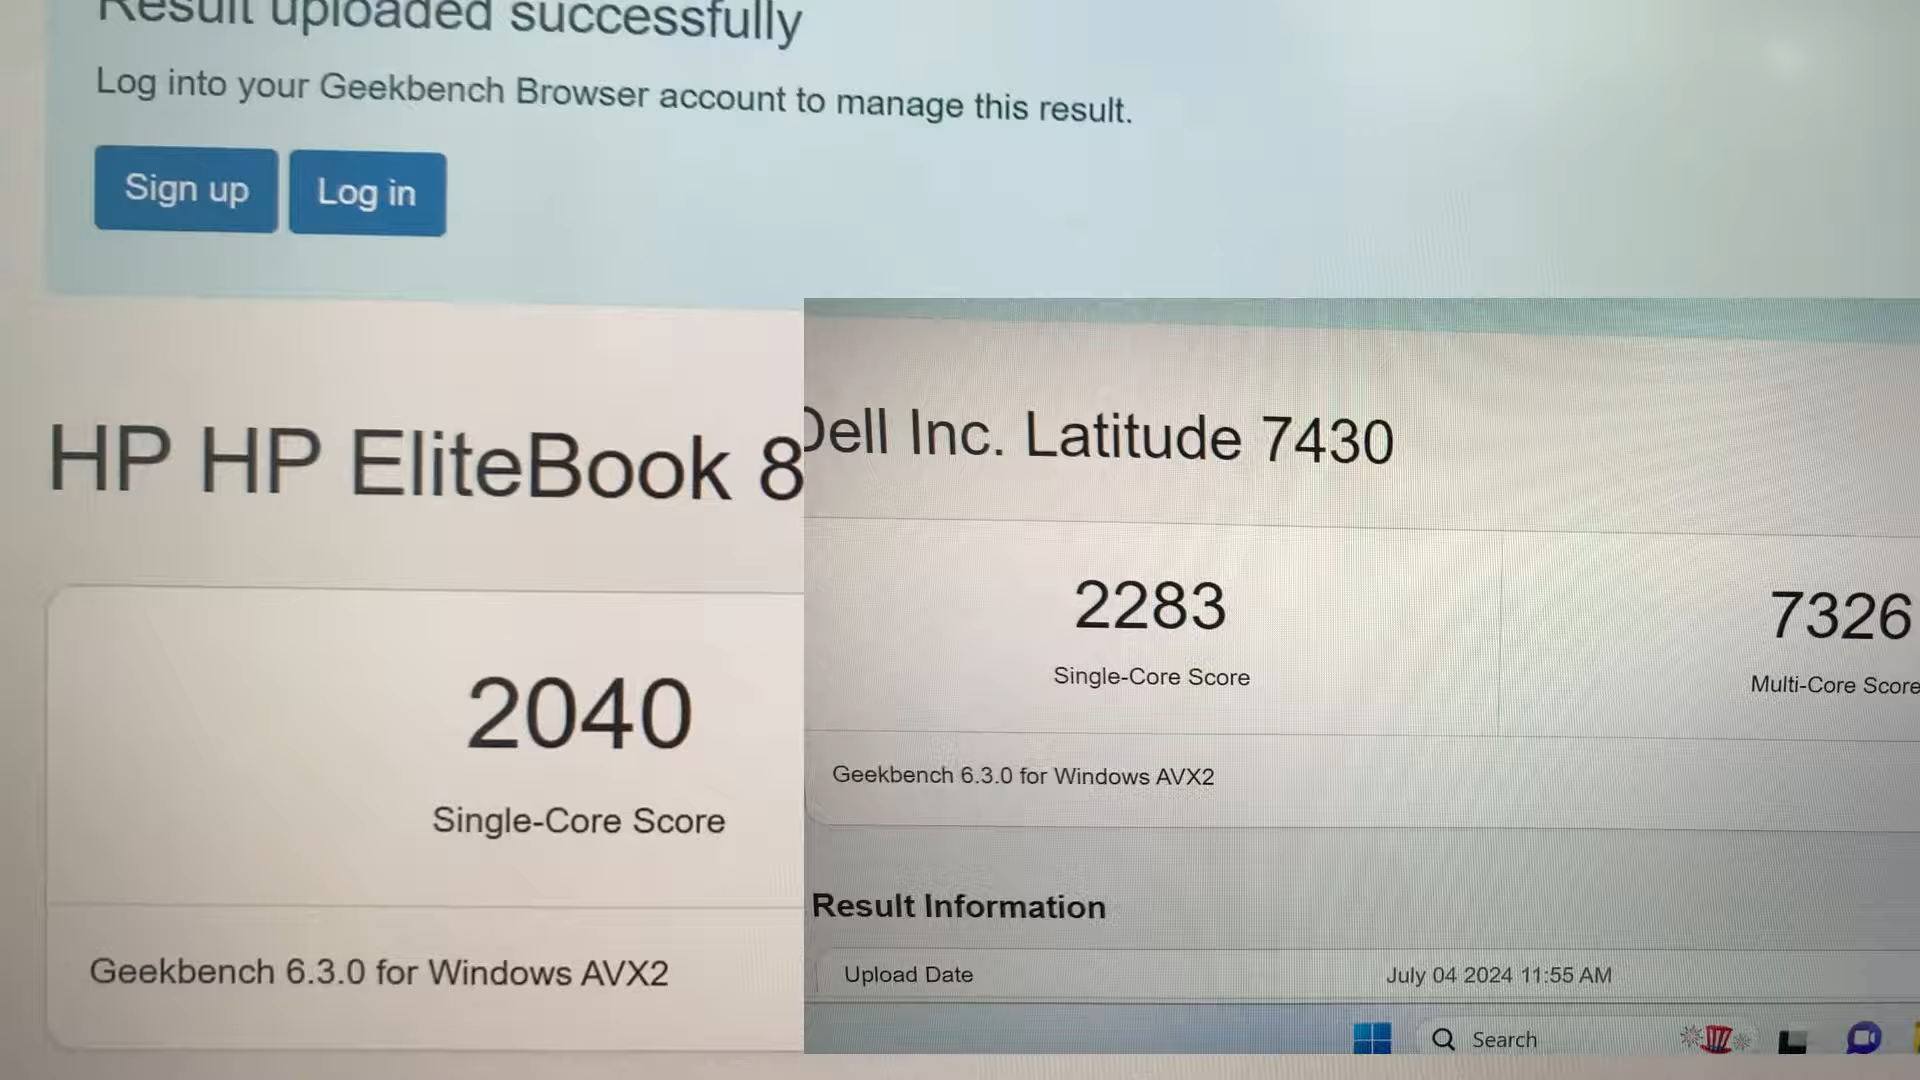 Result uploaded successfully
Log into your Geekbench Browser account to manage this result.
Sign up
Log in
HP HP EliteBook 8
2040
Single-Core Score
Geekbench 6.3.0 for Windows AVX2
Dell Inc. Latitude 7430
2283
Single-Core Score
7326
Multi-Core Score
Geekbench 6.3.0 for Windows AVX2
Result Information
Upload Date July 04 2024 11:55 AM
Search